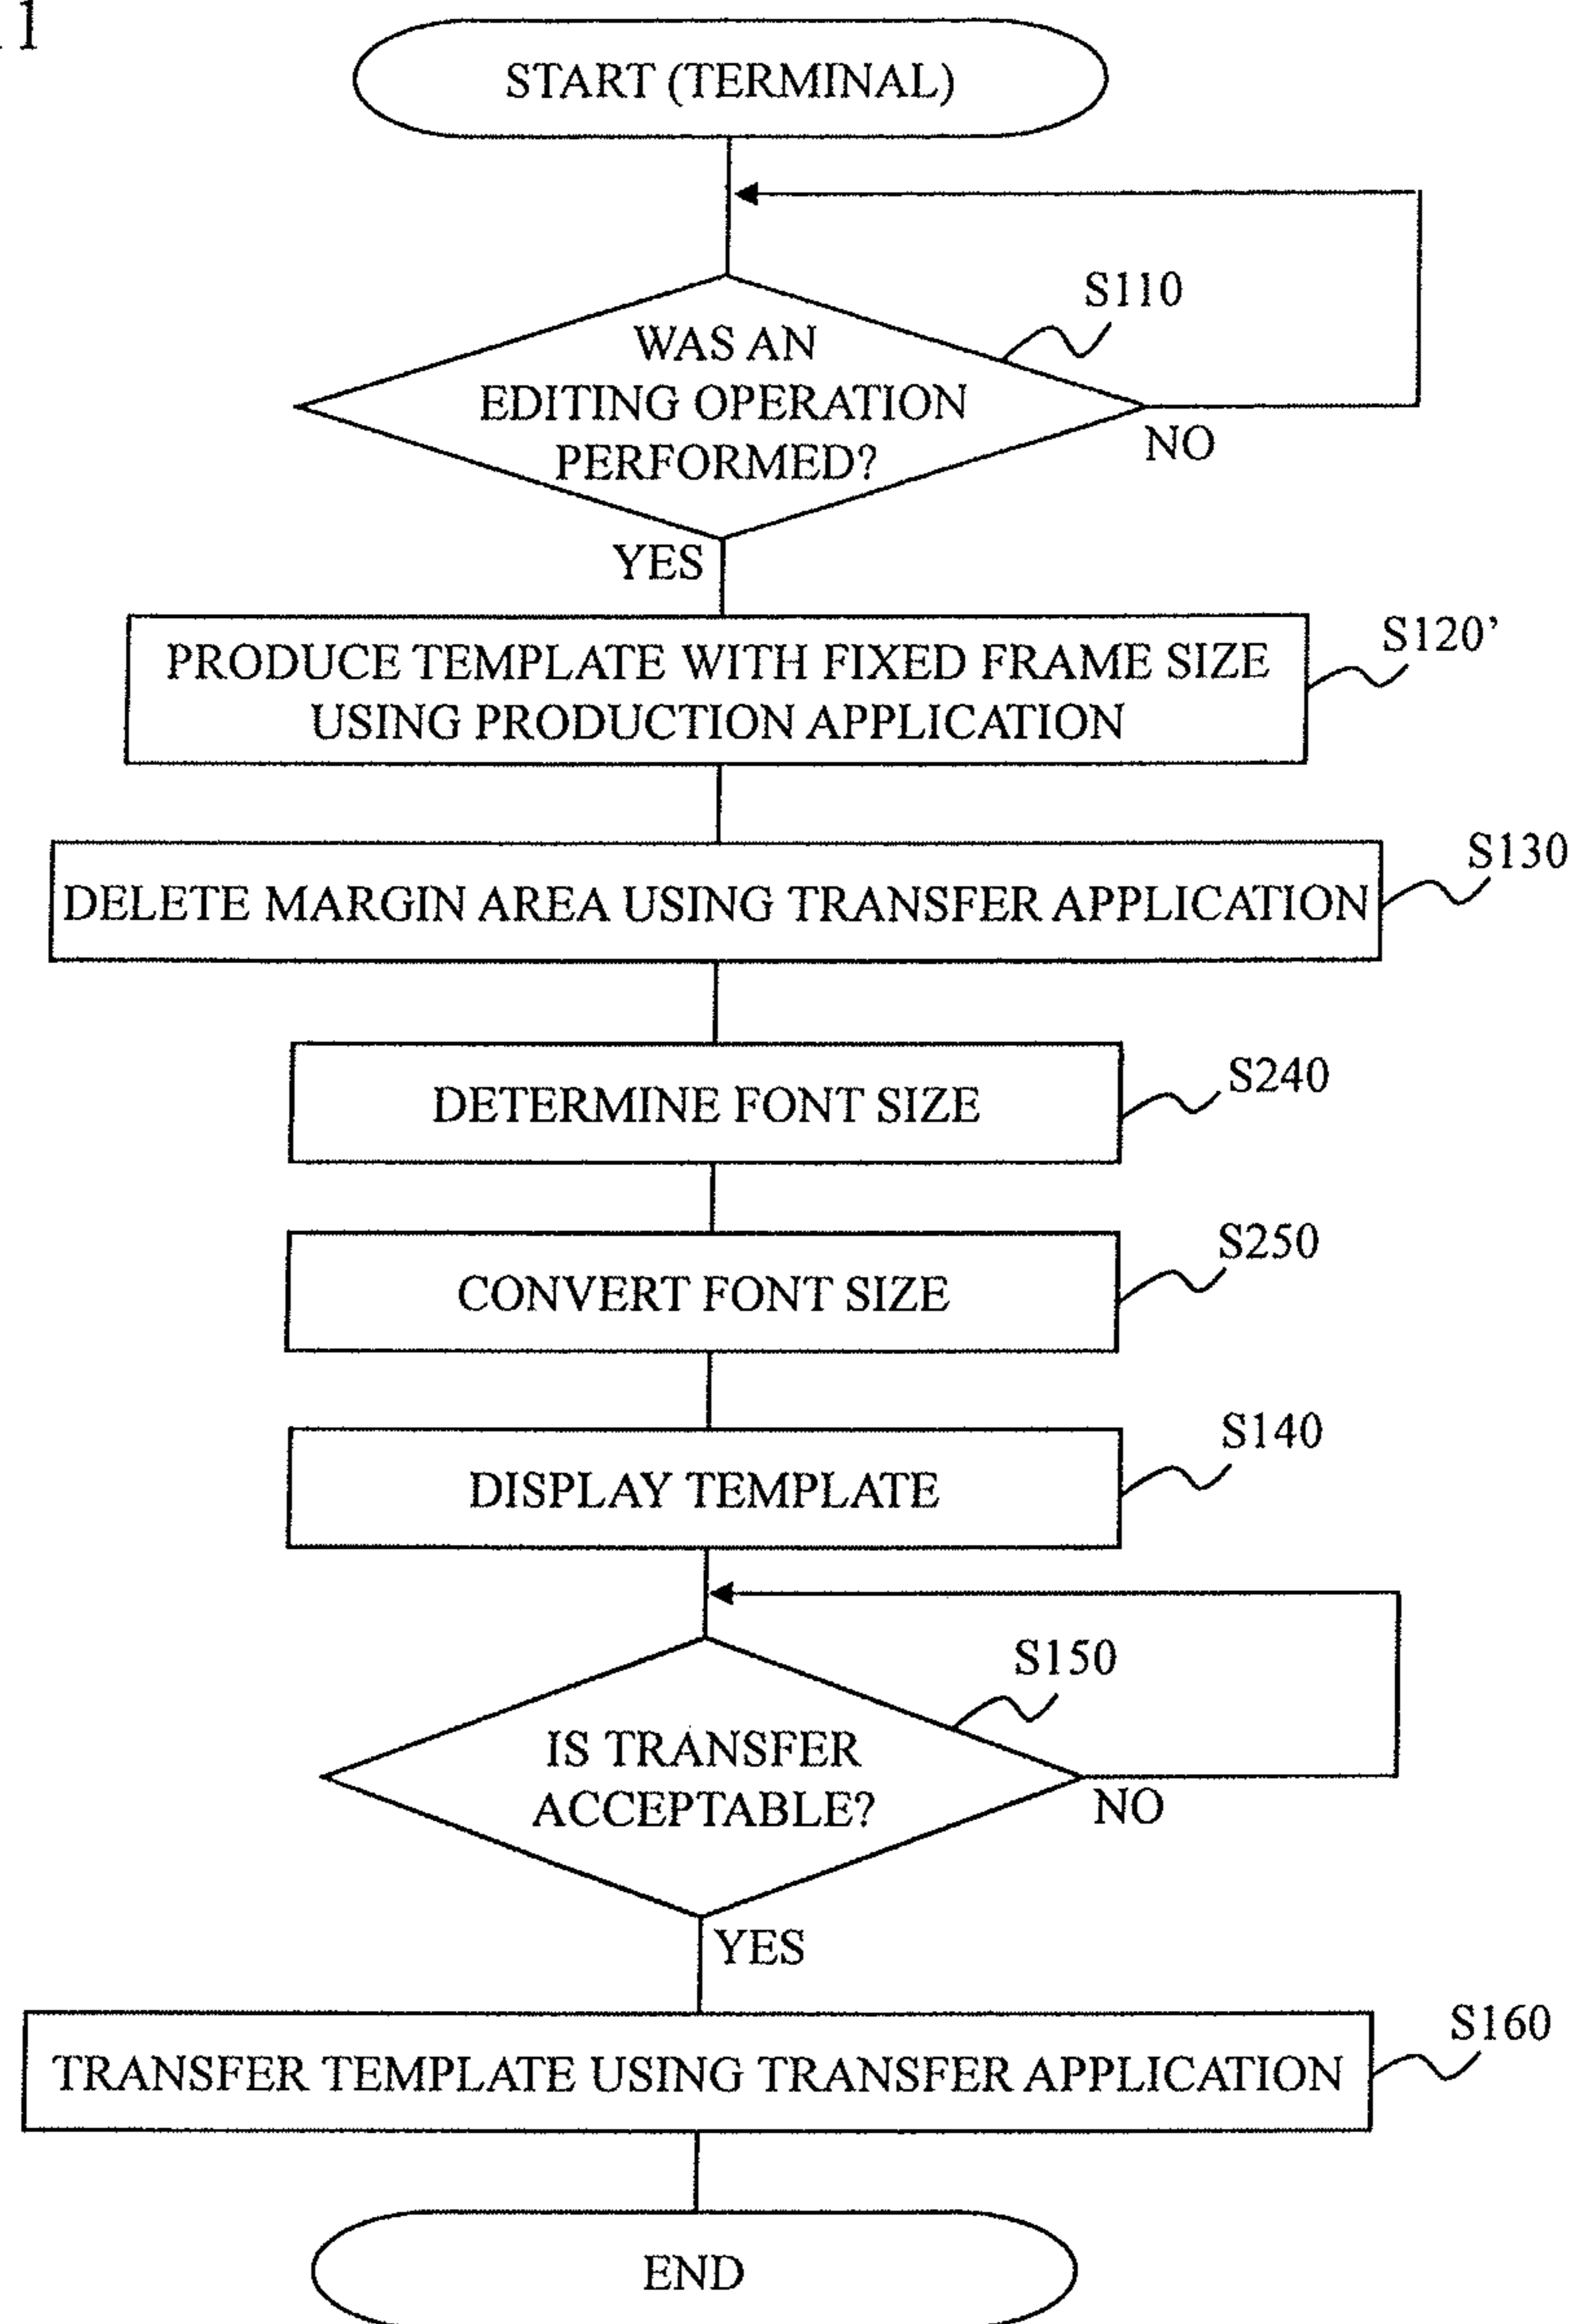 START (TERMINAL)
S110
WAS AN
EDITING OPERATION
PERFORMED?
NO
YES
S120’
PRODUCE TEMPLATE WITH FIXED FRAME SIZE
USING PRODUCTION APPLICATION
S130
DELETE MARGIN AREA USING TRANSFER APPLICATION
S240
DETERMINE FONT SIZE
S250
CONVERT FONT SIZE
S140
DISPLAY TEMPLATE
S150
IS TRANSFER
ACCEPTABLE?
NO
YES
S160
TRANSFER TEMPLATE USING TRANSFER APPLICATION
END